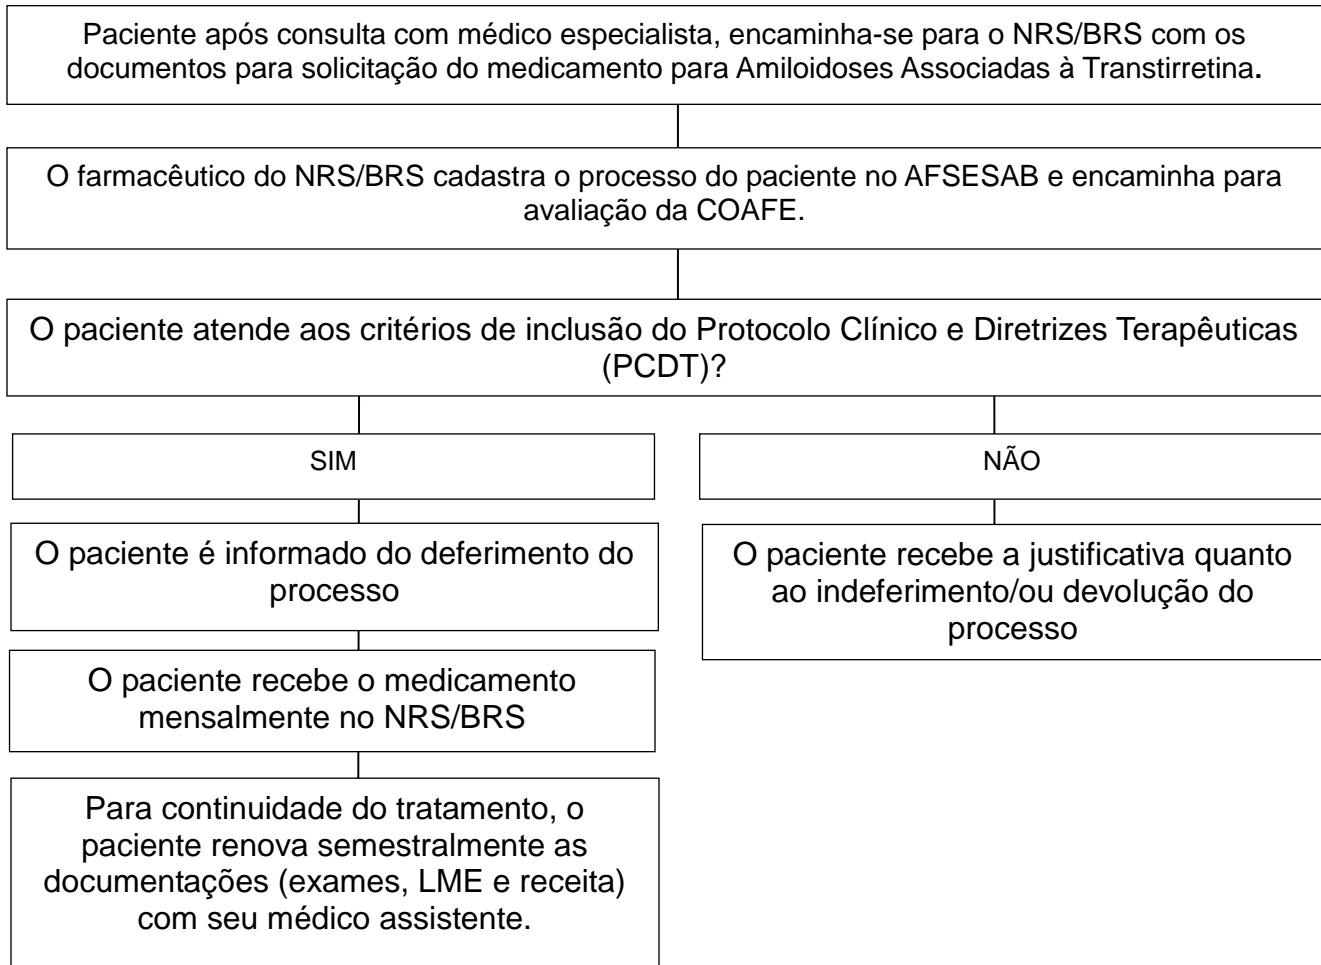 Paciente após consulta com médico especialista, encaminha-se para o NRS/BRS com os
documentos para solicitação do medicamento para Amiloidoses Associadas à Transtirretina.
O farmacêutico do NRS/BRS cadastra o processo do paciente no AFSESAB e encaminha para
avaliação da COAFE.
O paciente atende aos critérios de inclusão do Protocolo Clínico e Diretrizes Terapêuticas
(PCDT)?
SIM
O paciente é informado do deferimento do
processo
O paciente recebe o medicamento
mensalmente no NRS/BRS
Para continuidade do tratamento, o
paciente renova semestralmente as
documentações (exames, LME e receita)
com seu médico assistente.
NÃO
O paciente recebe a justificativa quanto
ao indeferimento/ou devolução do
processo